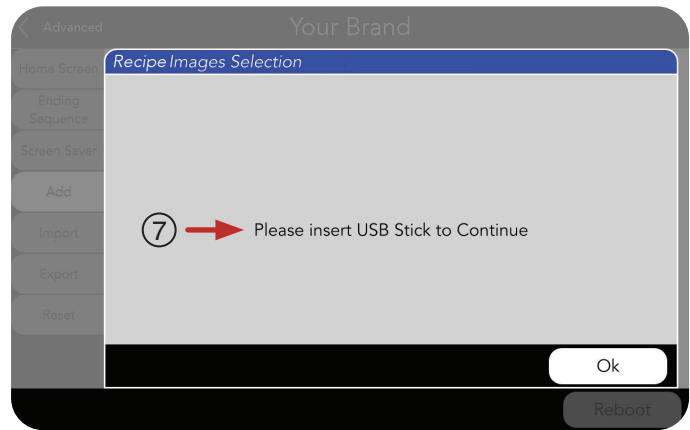 Advanced
Your Brand
Recipe Images Selection
Home Screen
Ending
Sequence
Screen Saver
Add
Import
Export
Reset
7
Please insert USB Stick to Continue
Ok
Reboot